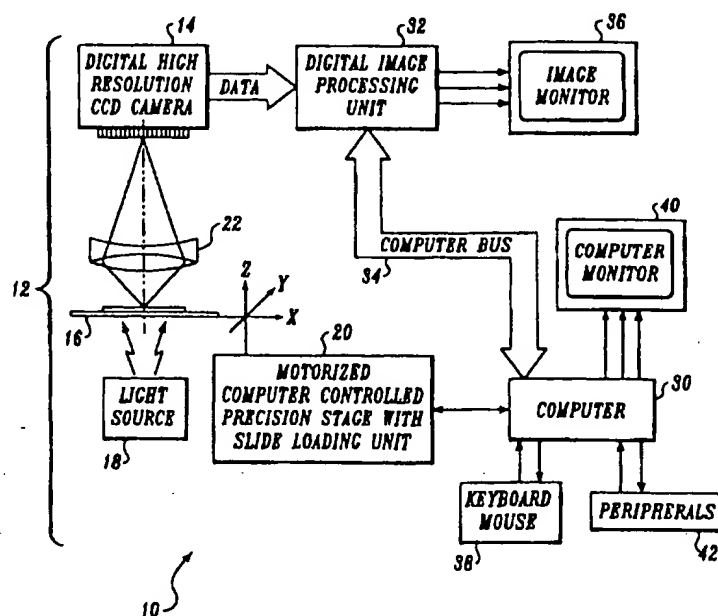 14
DIGITAL HIGH
RESOLUTION
CCD CAMERA
DATA
32
DIGITAL IMAGE
PROCESSING
UNIT
36
IMAGE
MONITOR
22
12
16
Z
Y
X
LIGHT
SOURCE
18
20
MOTORIZED
COMPUTER CONTROLLED
PRECISION STAGE WITH
SLIDE LOADING UNIT
COMPUTER BUS
34
40
COMPUTER
MONITOR
30
COMPUTER
KEYBOARD
MOUSE
38
PERIPRERALS
42
10